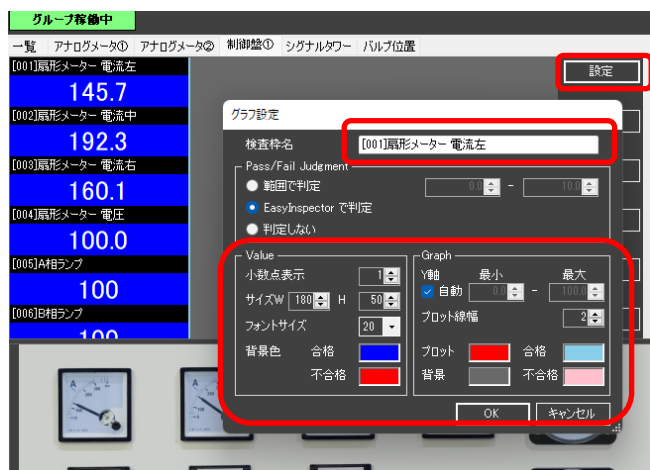 グループ稼働中
一覧 アナログメータ① アナログメータ② 制御盤① シグナルタワー バルブ位置
[001]扇形メーター 電流左
145.7
[002]扇形メーター 電流中
192.3
[003]扇形メーター 電流右
160.1
[004]扇形メーター 電圧
100.0
[005]A相ランプ
100
[006]B相ランプ
100
設定
グラフ設定
検査枠名 [001]扇形メーター 電流左
Pass/Fail Judgment
範囲で判定 0.0 - 10.0
EasyInspector で判定
判定しない
Value
小数点表示 1
サイズW 180 H 50
フォントサイズ 20
背景色 合格
不合格
Graph
Y軸 最小 最大
自動 0.0 - 100.0
プロット線幅 2
プロット 合格
背景 不合格
OK キャンセル